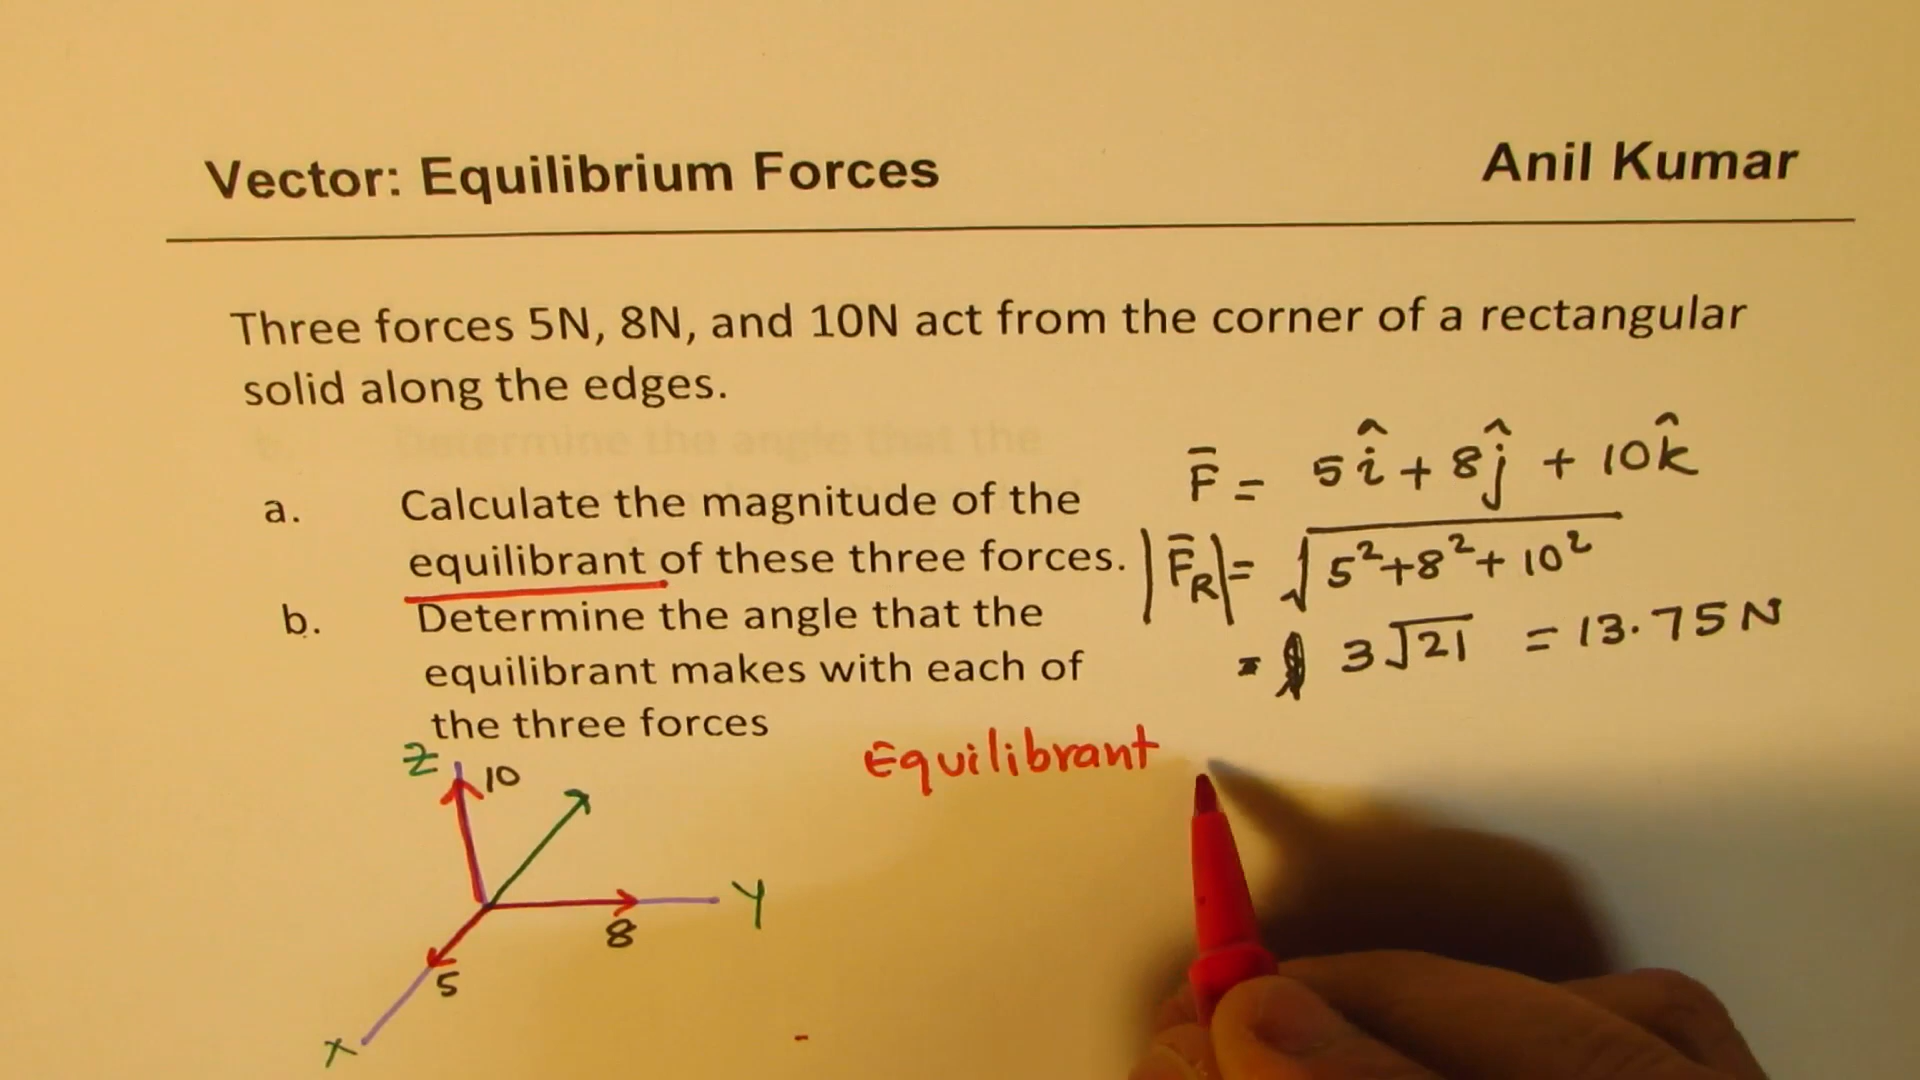 Vector: Equilibrium Forces
Anil Kumar
Three forces 5N, 8N, and 10N act from the corner of a rectangular
solid along the edges.
a. Calculate the magnitude of the
equilibrant of these three forces.
b. Determine the angle that the
equilibrant makes with each of
the three forces
F̄ = 5î + 8ĵ + 10k̂
|F̄_R| = √(5² + 8² + 10²)
= 3√21 = 13.75 N
Equilibrant
Z
10
Y
8
5
X